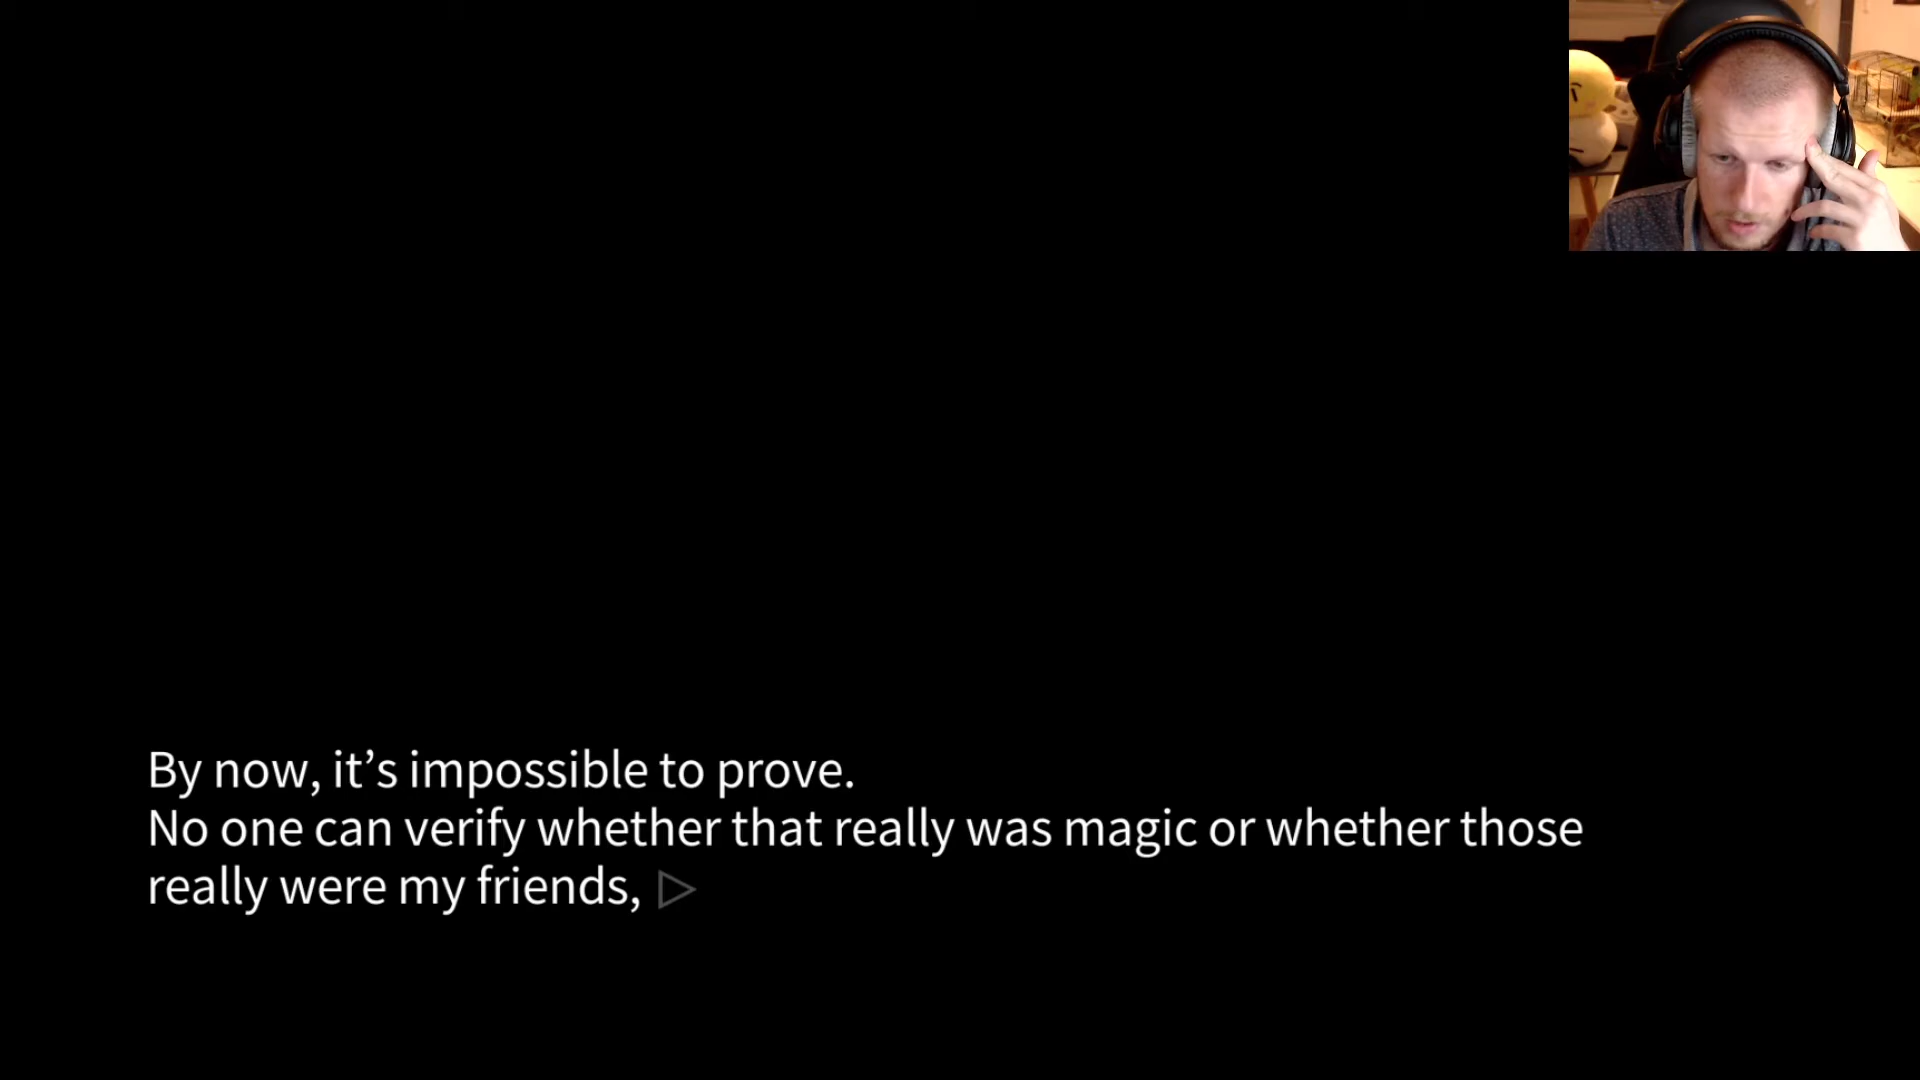 By now, it’s impossible to prove.
No one can verify whether that really was magic or whether those
really were my friends,